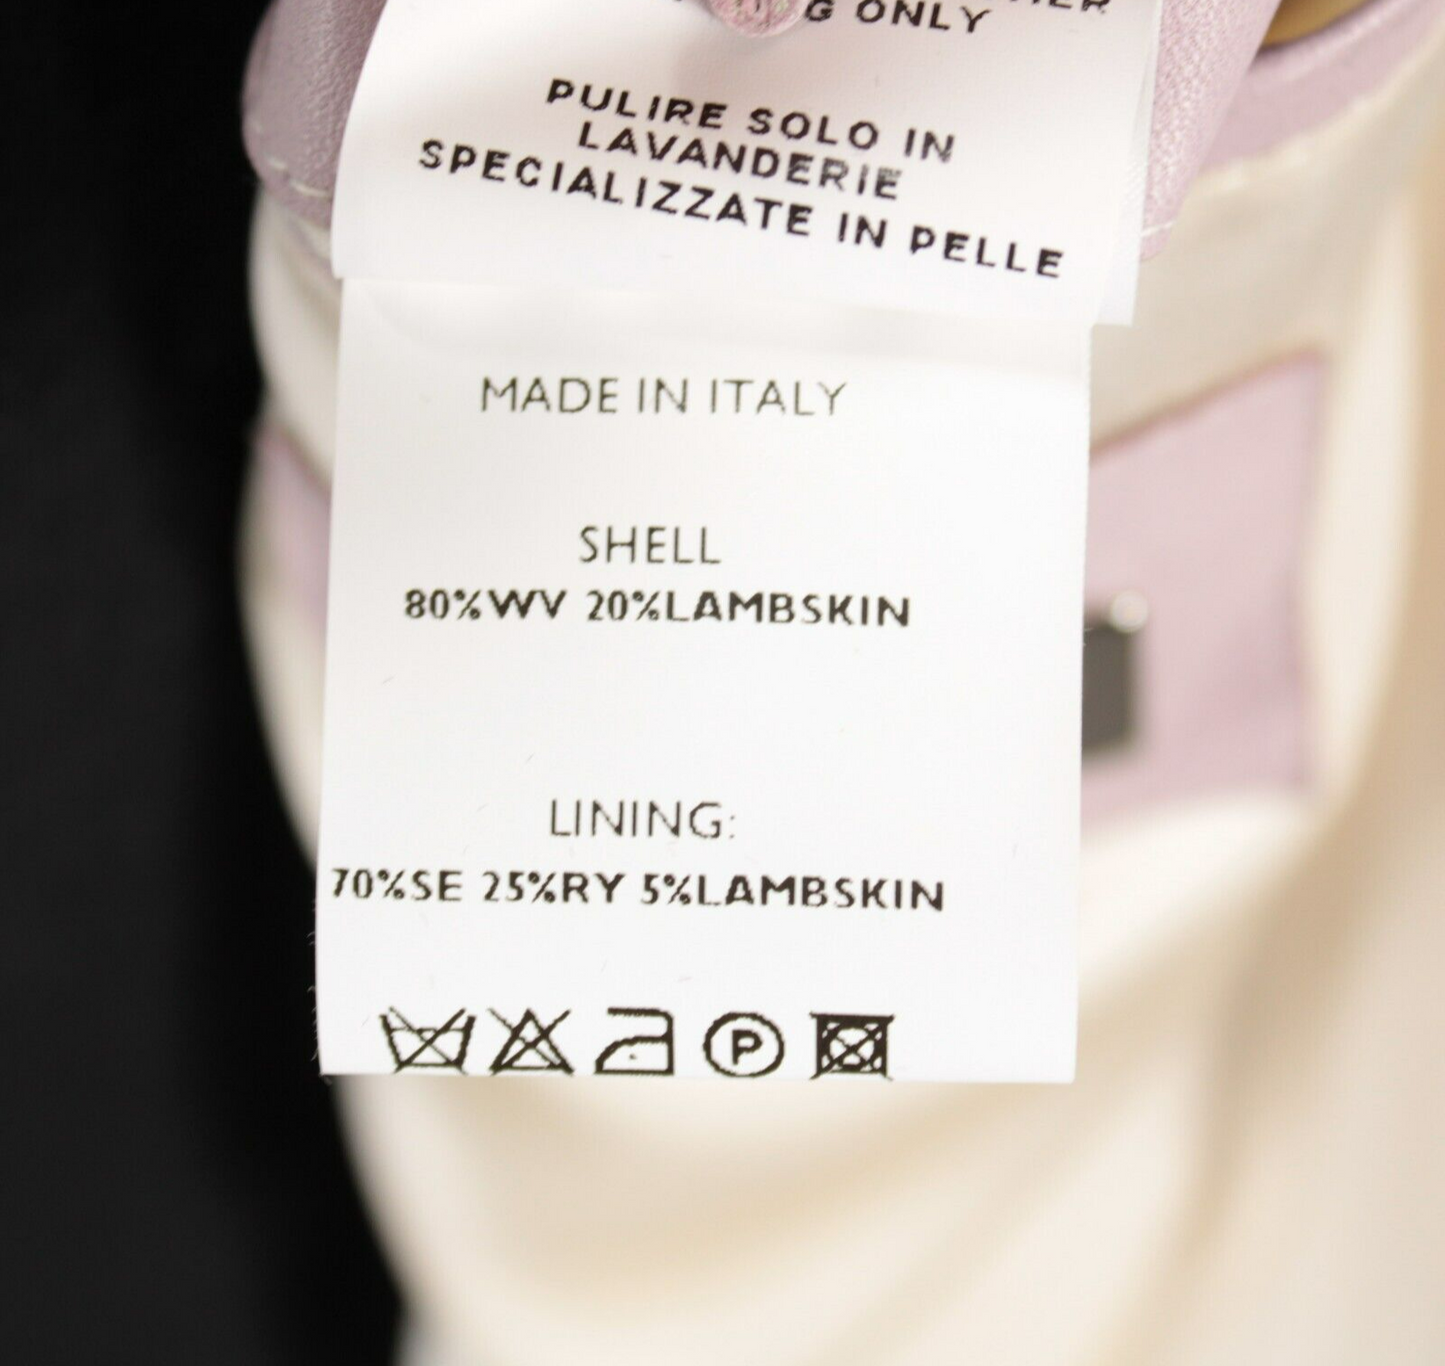 ONLY
PULIRE SOLO IN
LAVANDERIE
SPECIALIZZATE IN PELLE
MADE IN ITALY
SHELL
80%WV 20%LAMBSKIN
LINING:
70%SE 25%RY 5%LAMBSKIN
P